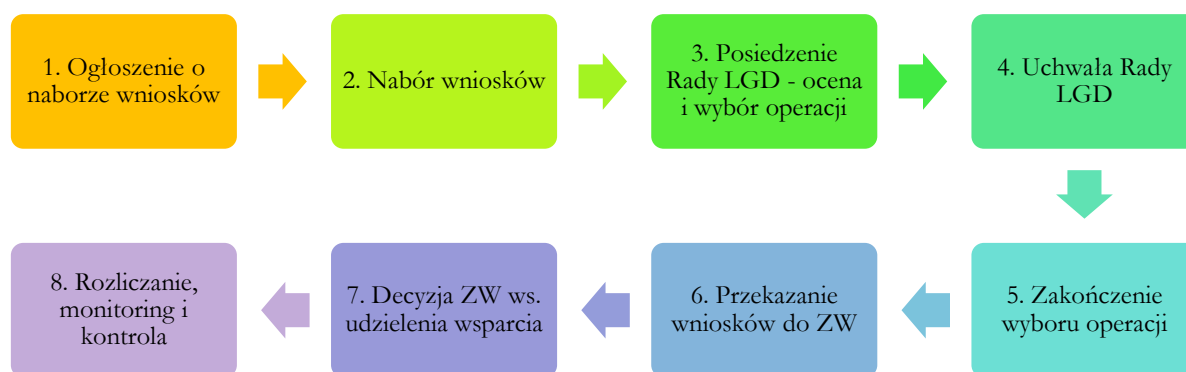 1. Ogłoszenie o
naborze wniosków
2. Nabór wniosków
3. Posiedzenie
Rady LGD - ocena
i wybór operacji
4. Uchwała Rady
LGD
5. Zakończenie
wyboru operacji
6. Przekazanie
wniosków do ZW
7. Decyzja ZW ws.
udzielenia wsparcia
8. Rozliczanie,
monitoring i
kontrola